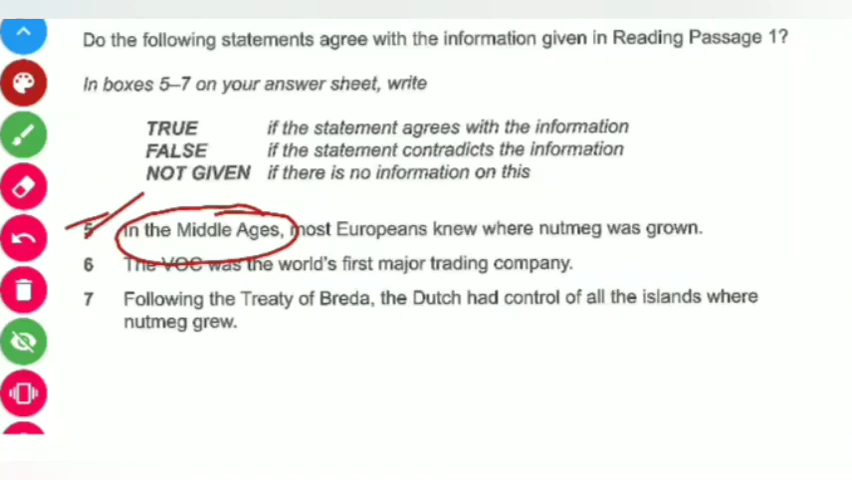 Do the following statements agree with the information given in Reading Passage 1?
In boxes 5–7 on your answer sheet, write
TRUE if the statement agrees with the information
FALSE if the statement contradicts the information
NOT GIVEN if there is no information on this
5 In the Middle Ages, most Europeans knew where nutmeg was grown.
6 The VOC was the world's first major trading company.
7 Following the Treaty of Breda, the Dutch had control of all the islands where
nutmeg grew.